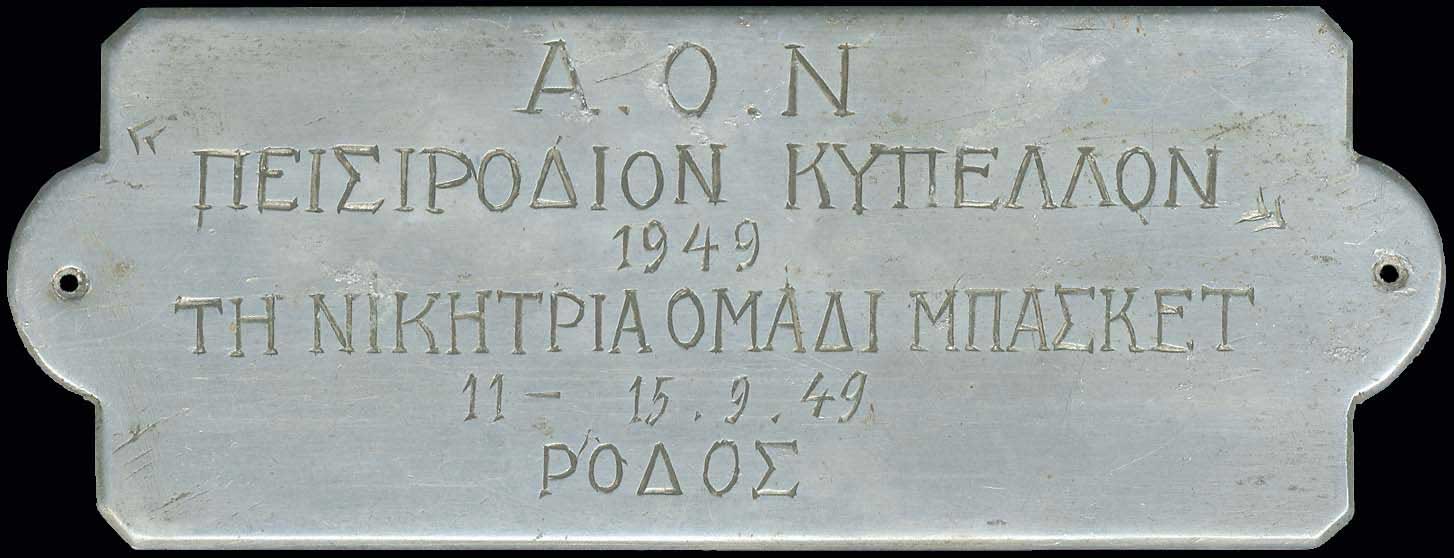 Α.Ο.Ν
"ΠΕΙΣΙΡΟΔΙΟΝ ΚΥΠΕΛΛΟΝ"
1949
ΤΗ ΝΙΚΗΤΡΙΑ ΟΜΑΔΙ ΜΠΑΣΚΕΤ
11 - 15.9.49
ΡΟΔΟΣ